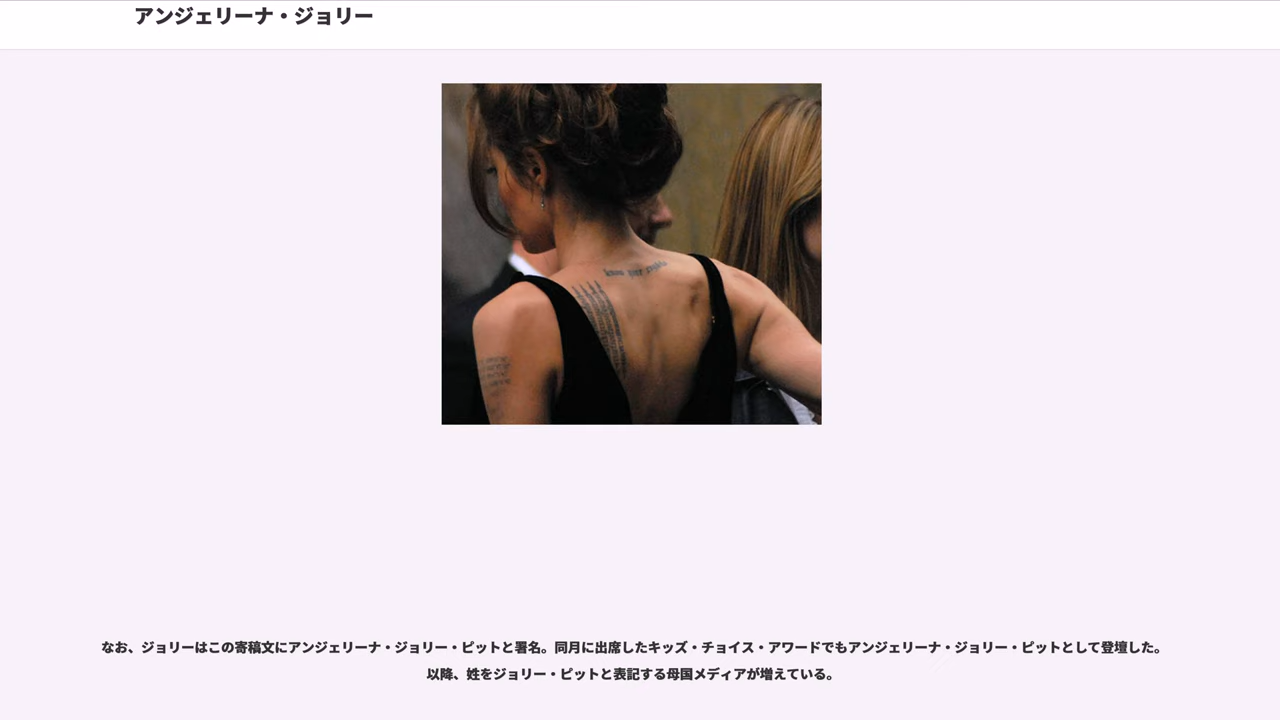 アンジェリーナ・ジョリー
know your rights
なお、ジョリーはこの寄稿文にアンジェリーナ・ジョリー・ピットと署名。同月に出席したキッズ・チョイス・アワードでもアンジェリーナ・ジョリー・ピットとして登壇した。
以降、姓をジョリー・ピットと表記する母国メディアが増えている。